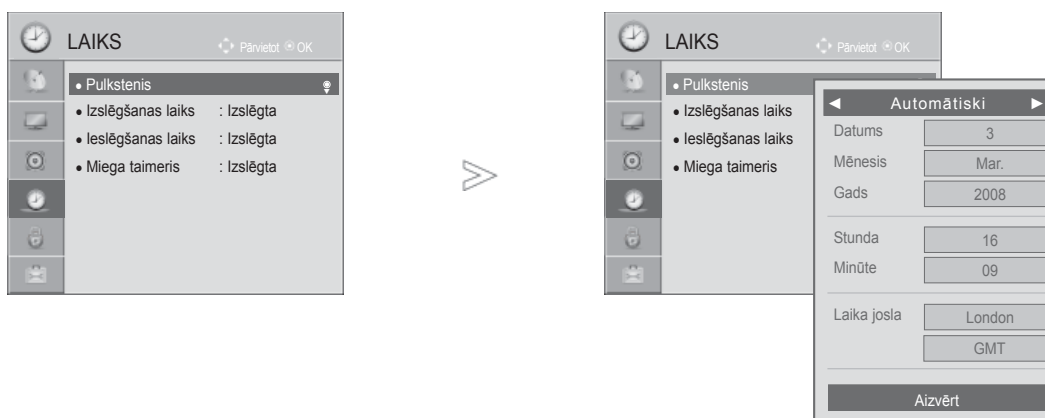 LAIKS
Pārvietot OK
• Pulkstenis
• Izslēgšanas laiks : Izslēgta
• Ieslēgšanas laiks : Izslēgta
• Miega taimeris : Izslēgta
LAIKS
Pārvietot OK
• Pulkstenis
• Izslēgšanas laiks
• Ieslēgšanas laiks
• Miega taimeris
◀ Automātiski ▶
Datums 3
Mēnesis Mar.
Gads 2008
Stunda 16
Minūte 09
Laika josla London
GMT
Aizvērt